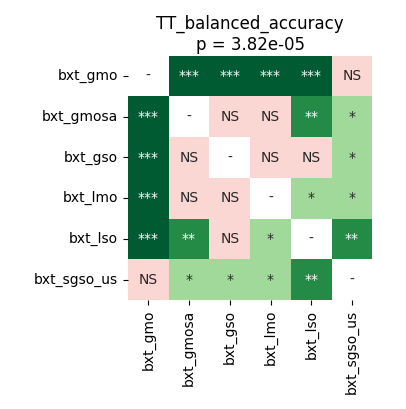 TT_balanced_accuracy
p = 3.82e-05
bxt_gmo - *** *** *** *** NS
bxt_gmosa *** - NS NS ** *
bxt_gso *** NS - NS NS *
bxt_lmo *** NS NS - * *
bxt_lso *** ** NS * - **
bxt_sgso_us NS * * * ** -
bxt_gmo
bxt_gmosa
bxt_gso
bxt_lmo
bxt_lso
bxt_sgso_us